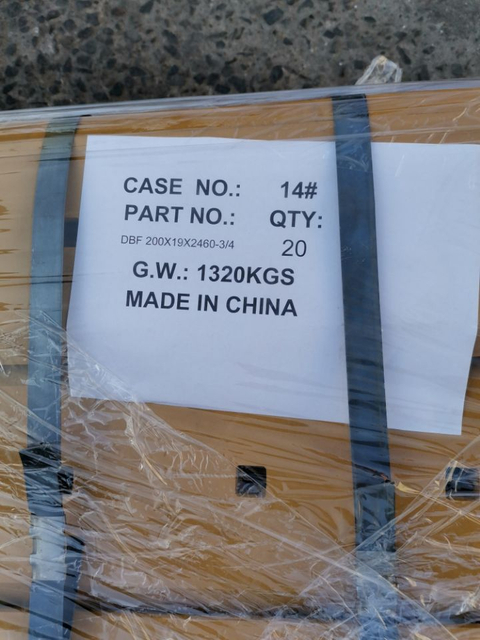 CASE NO.: 14#
PART NO.: QTY:
DBF 200X19X2460-3/4 20
G.W.: 1320KGS
MADE IN CHINA